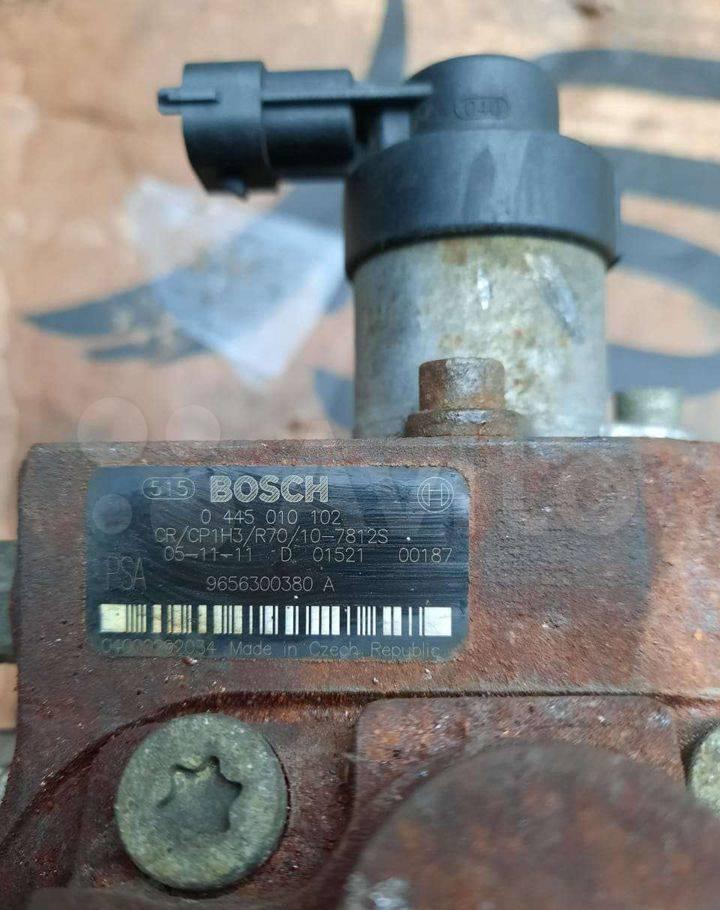 040
515 BOSCH
0 445 010 102
CR/CP1H3/R70/10-7812S
05-11-11 D 01521 00187
PSA
9656300380 A
Made in Czech Republic